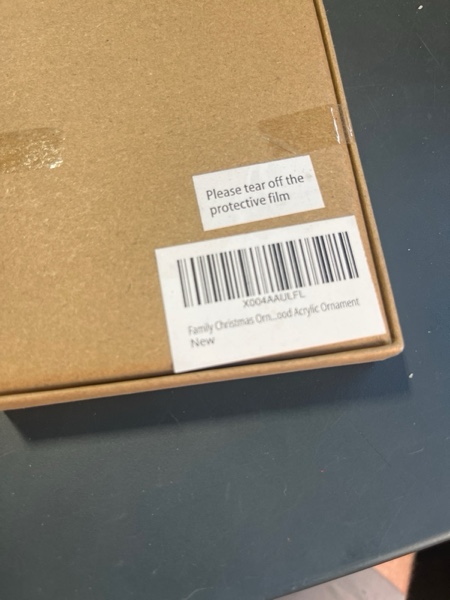 Please tear off the
protective film
X004AAULFL
Family Christmas Orn...ood Acrylic Ornament
New